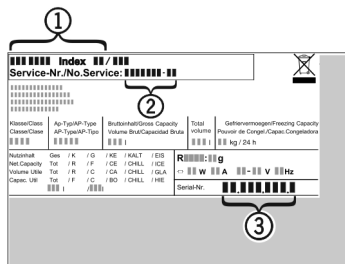 1
Index /
Service-Nr./No.Service: -
2
Klasse/Class Ap-Typ/AP-Type Bruttoinhalt/Gross Capacity Total Gefriervermoegen/Freezing Capacity
Classe/Clase AP-Type/AP-Tipo Volume Brut/Capacidad Bruta volume Pouvoir de Congel./Capac.Congeladora
l l kg / 24 h
Nutzinhalt Ges / K / G / KE / KALT / EIS
Net.Capacity Tot / R / F / CE / CHILL / ICE
Volume Utile Tot / R / C / CA / CHILL / GLA
Capac. Util Tot / F / C / BO / CHILL / HIE
l / l
R : g
W A - V Hz
Serial-Nr. . . .
3